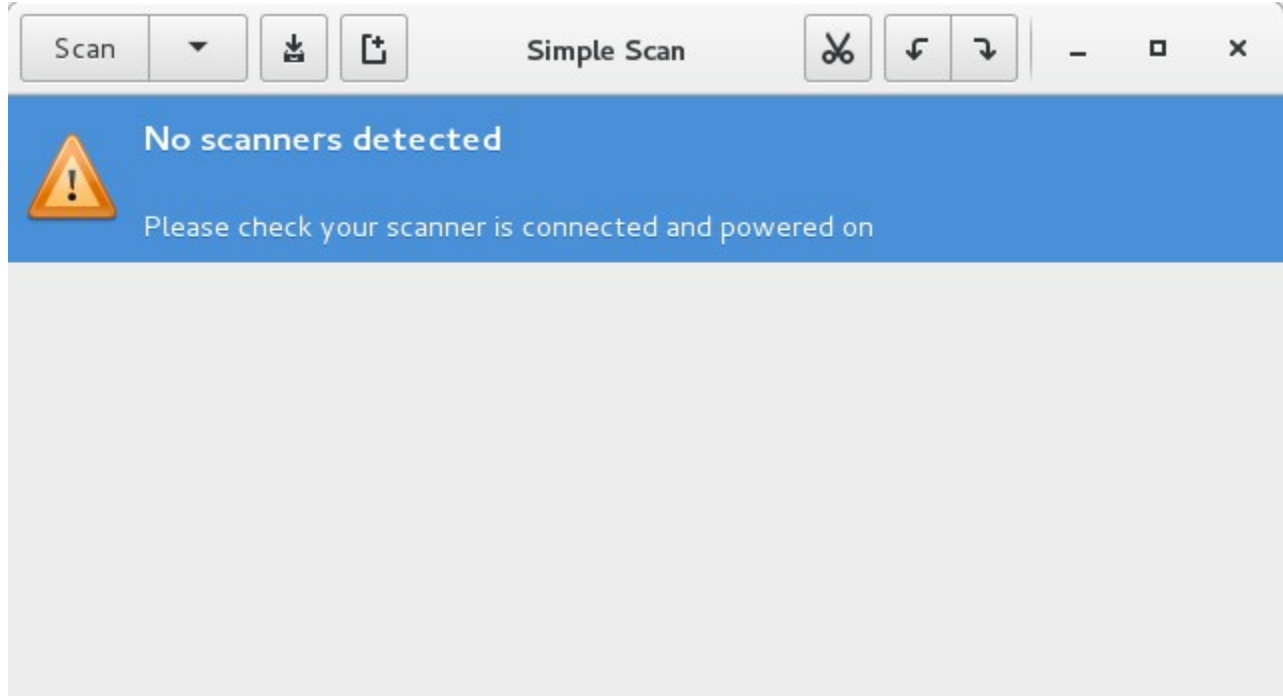 Scan
Simple Scan
No scanners detected
Please check your scanner is connected and powered on